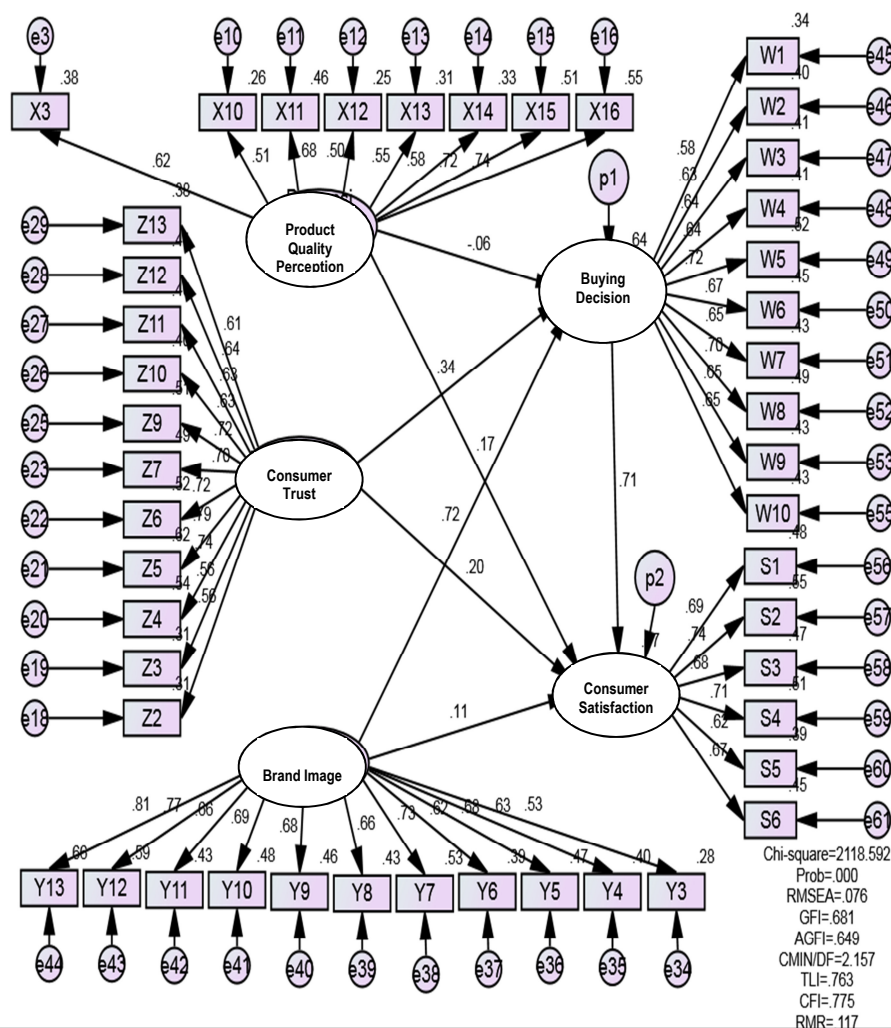 .34
e3 e10 e11 e12 e13 e14 e15 e16
.38 .26 .46 .25 .31 .33 .51 .55
X3 X10 X11 X12 X13 X14 X15 X16
.62 .51 .68 .50 .55 .58 .72 .74
Product
Quality
Perception
p1
Buying
Decision
.64
-.06
.34
.17
.72
.71
.20
.11
W1 e45
.40
W2 e46
.41
W3 e47
.41
W4 e48
.52
W5 e49
.45
W6 e50
.43
W7 e51
.49
W8 e52
.43
W9 e53
.43
W10 e55
.58
.63
.64
.64
.72
.67
.65
.70
.65
.65
.38
e29 Z13
e28 Z12
e27 Z11
e26 Z10
e25 Z9
.49
e23 Z7
.52
e22 Z6
.62
e21 Z5
.54
e20 Z4
e19 Z3
.31
e18 Z2
.61
.64
.63
.63
.72
.70
.72
.79
.74
.56
.56
Consumer
Trust
p2
Consumer
Satisfaction
.48
S1 e56
.55
S2 e57
.47
S3 e58
.51
S4 e59
.39
S5 e60
.45
S6 e61
.69
.74
.68
.71
.62
.67
Brand Image
.81 .77 .66 .69 .68 .66 .73 .62 .68 .63 .53
.66 .59 .43 .48 .46 .43 .53 .39 .47 .40 .28
Y13 Y12 Y11 Y10 Y9 Y8 Y7 Y6 Y5 Y4 Y3
e44 e43 e42 e41 e40 e39 e38 e37 e36 e35 e34
Chi-square=2118.592
Prob=.000
RMSEA=.076
GFI=.681
AGFI=.649
CMIN/DF=2.157
TLI=.763
CFI=.775
RMR=.117